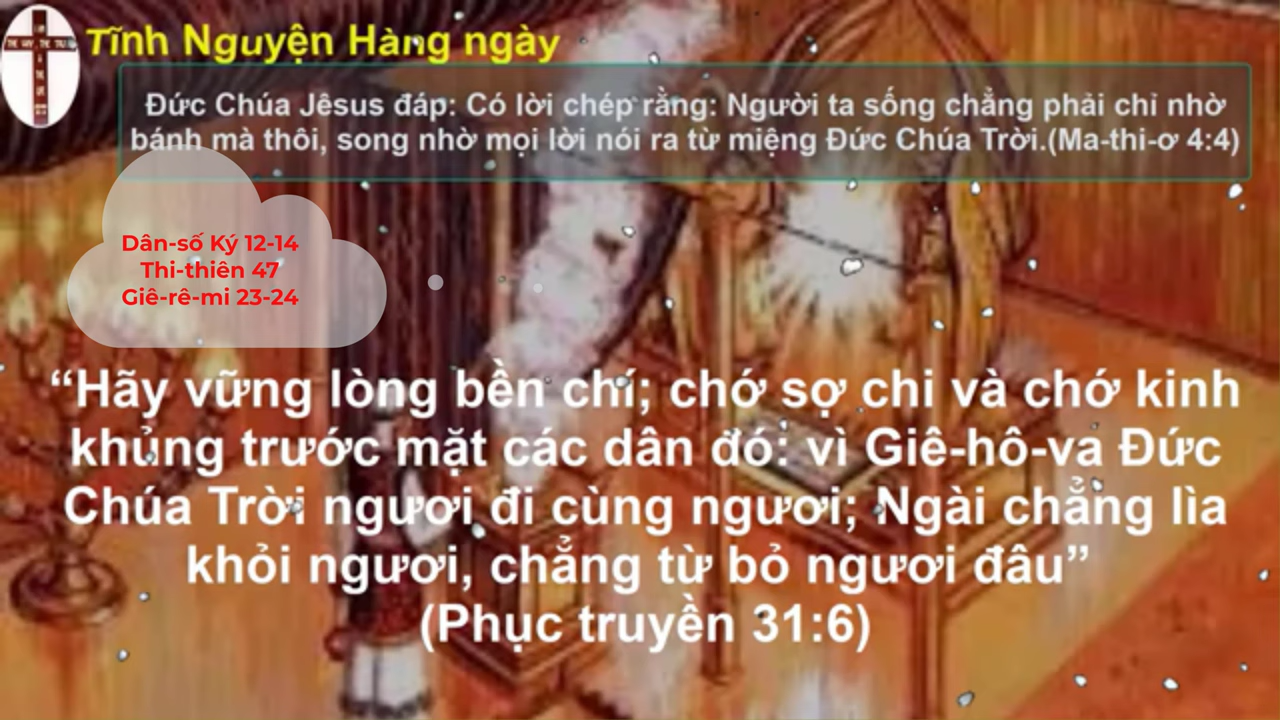 Tĩnh Nguyện Hàng ngày
Đức Chúa Jêsus đáp: Có lời chép rằng: Người ta sống chẳng phải chỉ nhờ
bánh mà thôi, song nhờ mọi lời nói ra từ miệng Đức Chúa Trời.(Ma-thi-ơ 4:4)
Dân-số Ký 12-14
Thi-thiên 47
Giê-rê-mi 23-24
“Hãy vững lòng bền chí; chớ sợ chi và chớ kinh
khủng trước mặt các dân đó: vì Giê-hô-va Đức
Chúa Trời ngươi đi cùng ngươi; Ngài chẳng lìa
khỏi ngươi, chẳng từ bỏ ngươi đâu”
(Phục truyền 31:6)